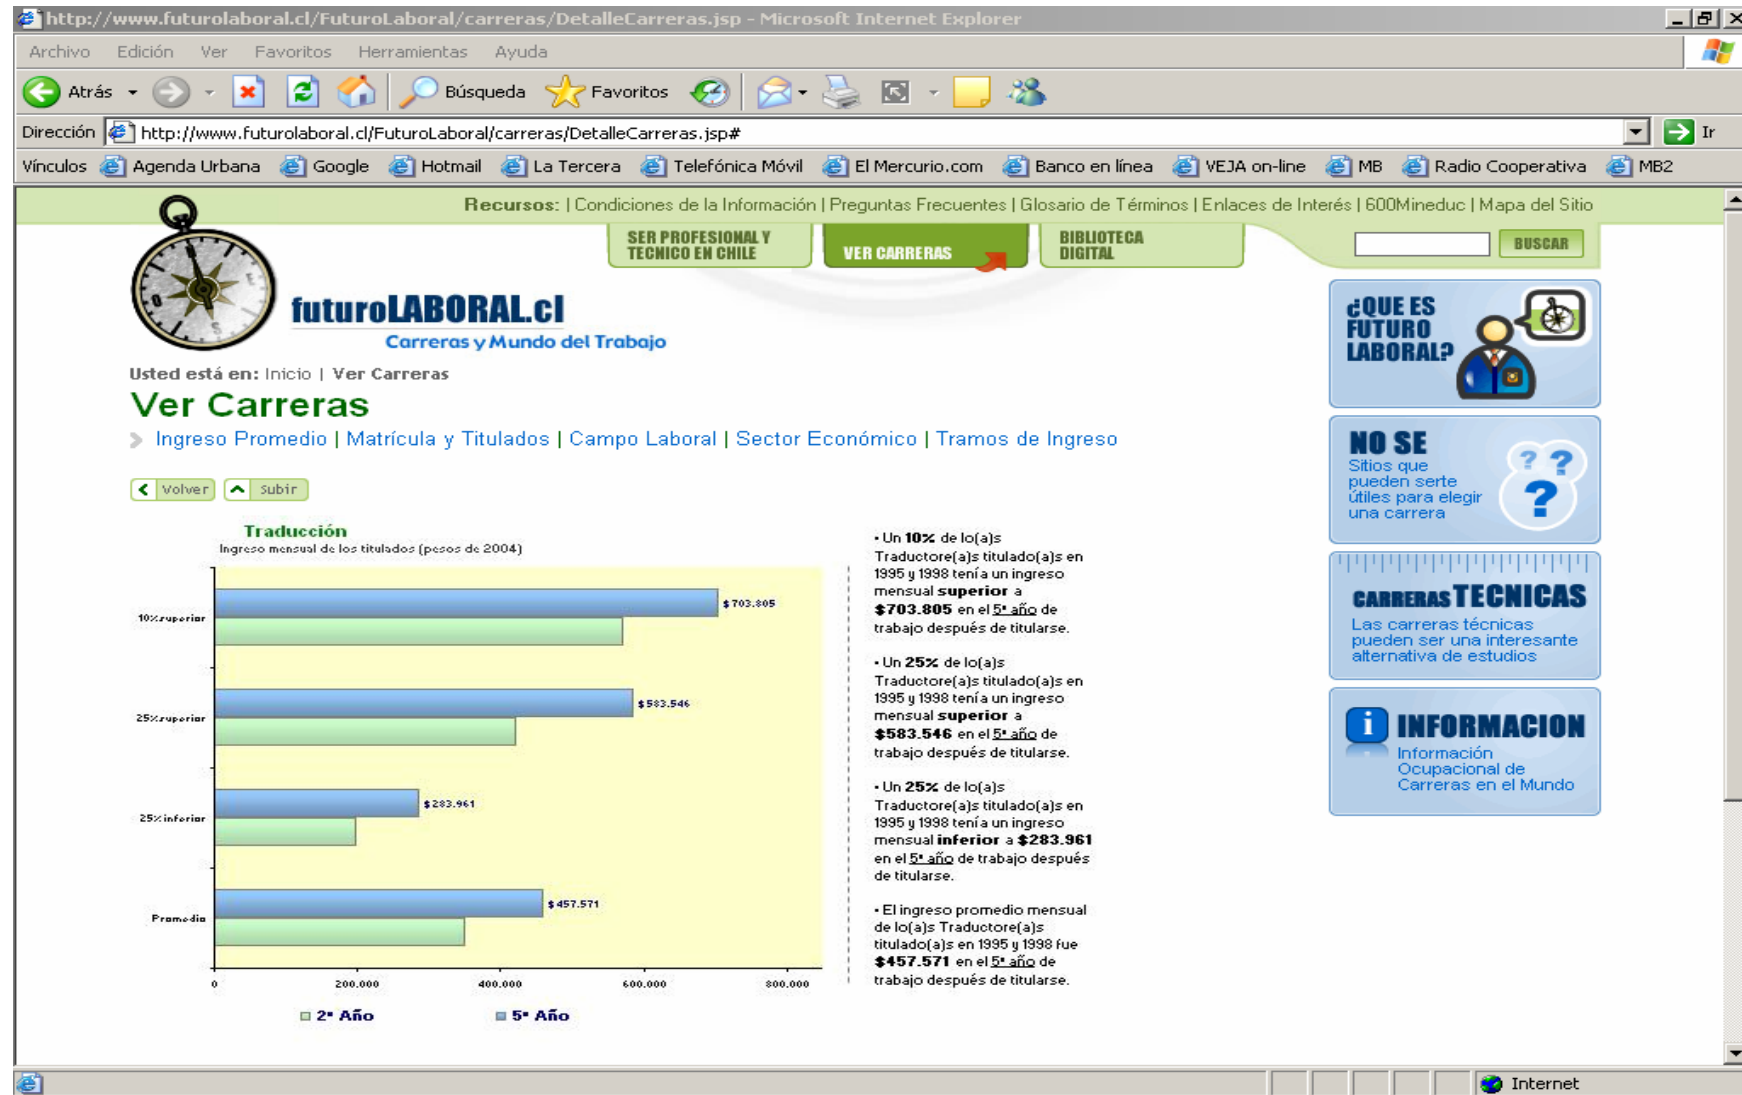 http://www.futurolaboral.cl/FuturoLaboral/carreras/DetalleCarreras.jsp - Microsoft Internet Explorer
Archivo Edición Ver Favoritos Herramientas Ayuda
Atrás Búsqueda Favoritos
Dirección http://www.futurolaboral.cl/FuturoLaboral/carreras/DetalleCarreras.jsp# Ir
Vínculos Agenda Urbana Google Hotmail La Tercera Telefónica Móvil El Mercurio.com Banco en línea VEJA on-line MB Radio Cooperativa MB2
Recursos: | Condiciones de la Información | Preguntas Frecuentes | Glosario de Términos | Enlaces de Interés | 600Mineduc | Mapa del Sitio
SER PROFESIONAL Y
TECNICO EN CHILE
VER CARRERAS
BIBLIOTECA
DIGITAL
BUSCAR
futuroLABORAL.cl
Carreras y Mundo del Trabajo
Usted está en: Inicio | Ver Carreras
Ver Carreras
Ingreso Promedio | Matrícula y Titulados | Campo Laboral | Sector Económico | Tramos de Ingreso
Volver Subir
Traducción
Ingreso mensual de los titulados (pesos de 2004)
10% superior
$703.805
25% superior
$583.546
25% inferior
$283.961
Promedio
$457.571
0 200.000 400.000 600.000 800.000
2º Año 5º Año
• Un 10% de lo(a)s
Traductore(a)s titulado(a)s en
1995 y 1998 tenía un ingreso
mensual superior a
$703.805 en el 5º año de
trabajo después de titularse.
• Un 25% de lo(a)s
Traductore(a)s titulado(a)s en
1995 y 1998 tenía un ingreso
mensual superior a
$583.546 en el 5º año de
trabajo después de titularse.
• Un 25% de lo(a)s
Traductore(a)s titulado(a)s en
1995 y 1998 tenía un ingreso
mensual inferior a $283.961
en el 5º año de trabajo después
de titularse.
• El ingreso promedio mensual
de lo(a)s Traductore(a)s
titulado(a)s en 1995 y 1998 fue
$457.571 en el 5º año de
trabajo después de titularse.
¿QUE ES
FUTURO
LABORAL?
NO SE
Sitios que
pueden serte
útiles para elegir
una carrera
CARRERAS TECNICAS
Las carreras técnicas
pueden ser una interesante
alternativa de estudios
INFORMACION
Información
Ocupacional de
Carreras en el Mundo
Internet